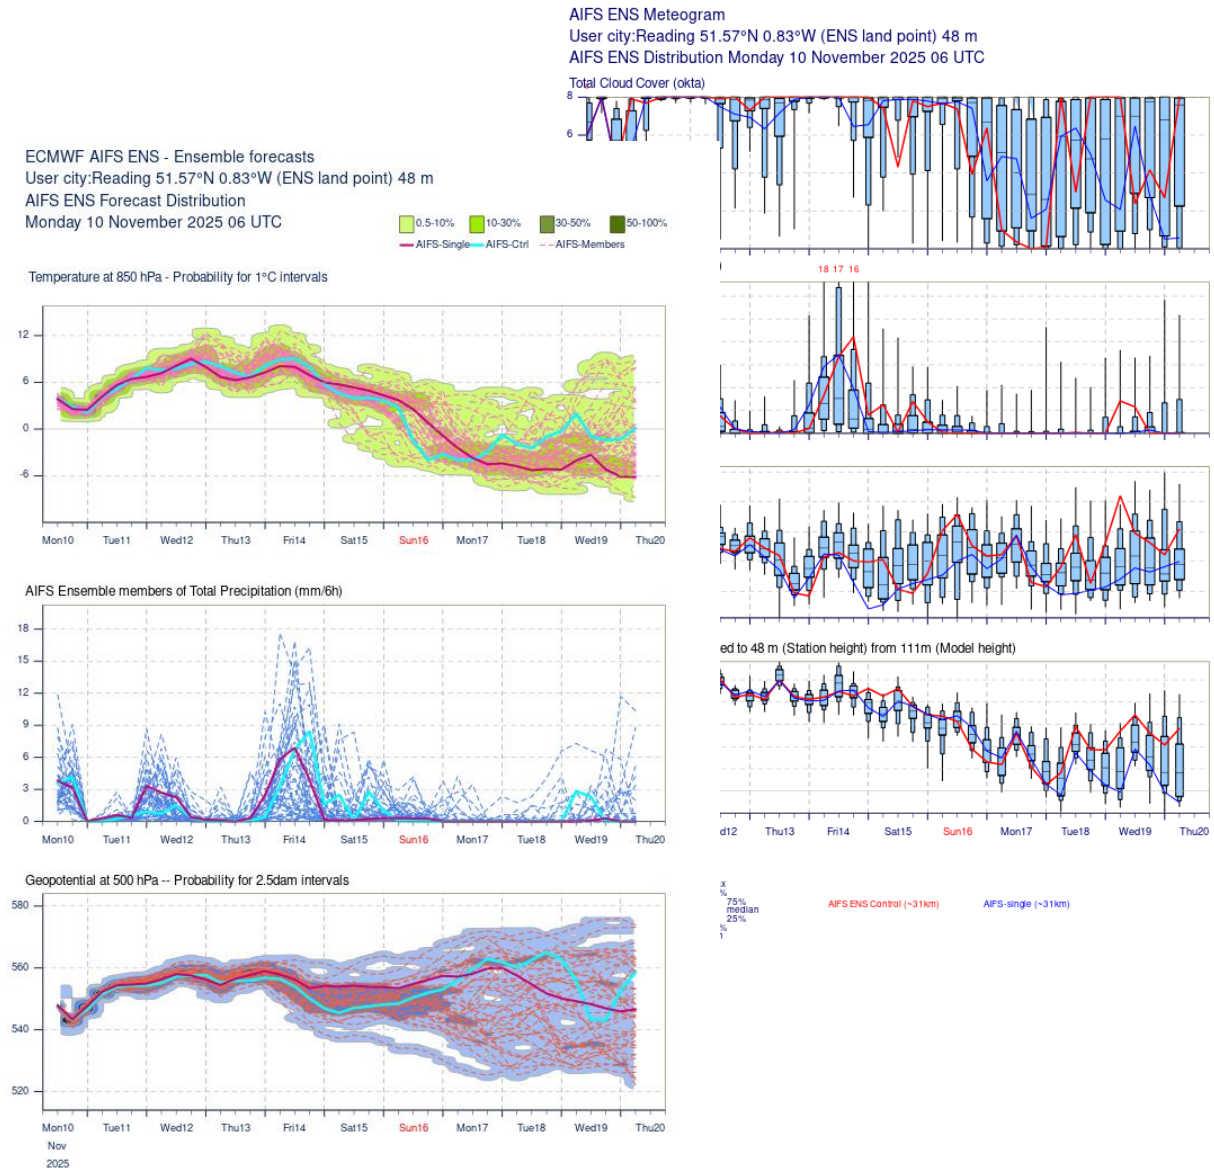 AIFS ENS Meteogram
User city:Reading 51.57°N 0.83°W (ENS land point) 48 m
AIFS ENS Distribution Monday 10 November 2025 06 UTC
Total Cloud Cover (okta)
8
6
ECMWF AIFS ENS - Ensemble forecasts
User city:Reading 51.57°N 0.83°W (ENS land point) 48 m
AIFS ENS Forecast Distribution
Monday 10 November 2025 06 UTC
0.5-10% 10-30% 30-50% 50-100%
AIFS-Single AIFS-Ctrl AIFS-Members
18 17 16
Temperature at 850 hPa - Probability for 1°C intervals
12
6
0
-6
Mon10 Tue11 Wed12 Thu13 Fri14 Sat15 Sun16 Mon17 Tue18 Wed19 Thu20
AIFS Ensemble members of Total Precipitation (mm/6h)
18
15
12
9
6
3
0
Mon10 Tue11 Wed12 Thu13 Fri14 Sat15 Sun16 Mon17 Tue18 Wed19 Thu20
ed to 48 m (Station height) from 111m (Model height)
d12 Thu13 Fri14 Sat15 Sun16 Mon17 Tue18 Wed19 Thu20
x
%
75%
median
25%
%
AIFS ENS Control (~31km) AIFS-single (~31km)
Geopotential at 500 hPa -- Probability for 2.5dam intervals
580
560
540
520
Mon10 Tue11 Wed12 Thu13 Fri14 Sat15 Sun16 Mon17 Tue18 Wed19 Thu20
Nov
2025